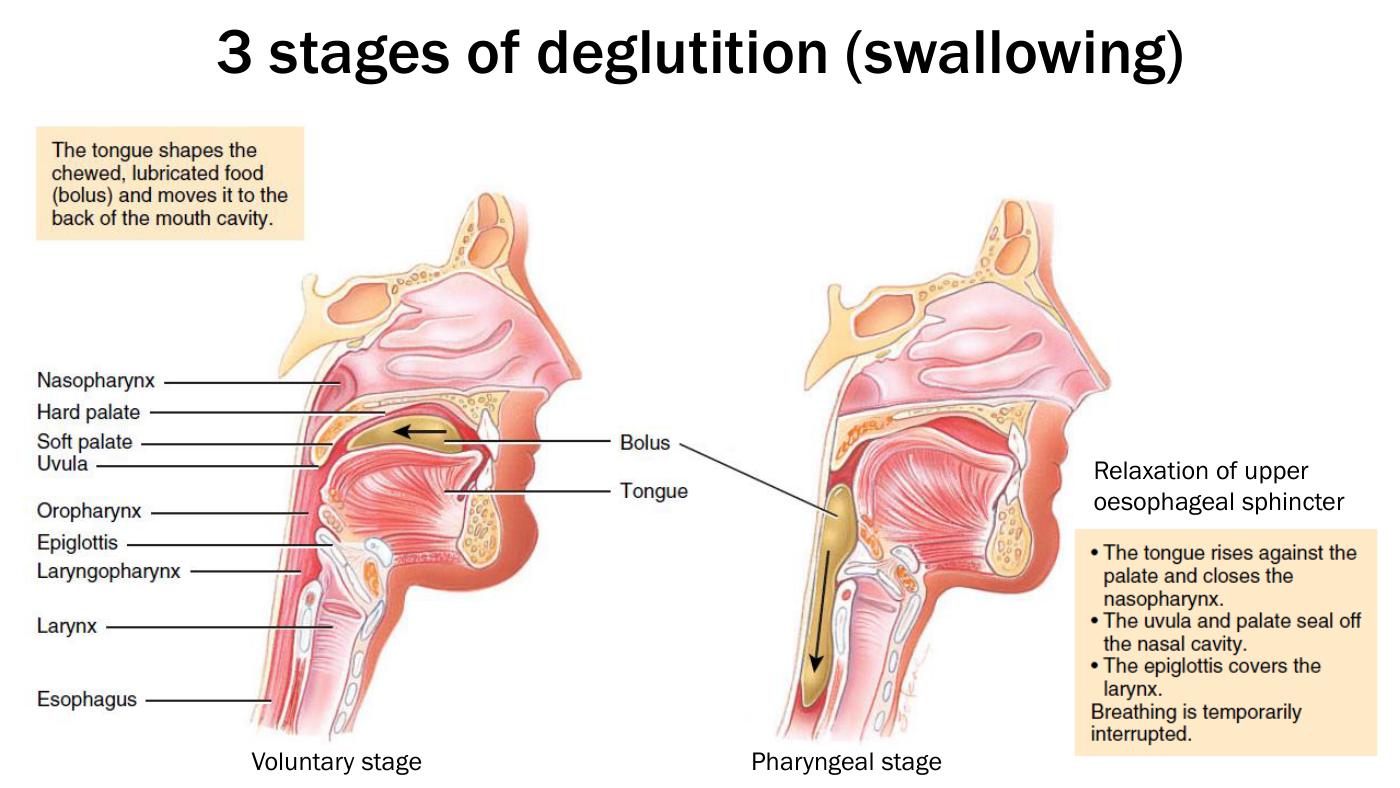 3 stages of deglutition (swallowing)
The tongue shapes the
chewed, lubricated food
(bolus) and moves it to the
back of the mouth cavity.
Nasopharynx
Hard palate
Soft palate
Uvula
Oropharynx
Epiglottis
Laryngopharynx
Larynx
Esophagus
Bolus
Tongue
Voluntary stage
Pharyngeal stage
Relaxation of upper
oesophageal sphincter
• The tongue rises against the
palate and closes the
nasopharynx.
• The uvula and palate seal off
the nasal cavity.
• The epiglottis covers the
larynx.
Breathing is temporarily
interrupted.